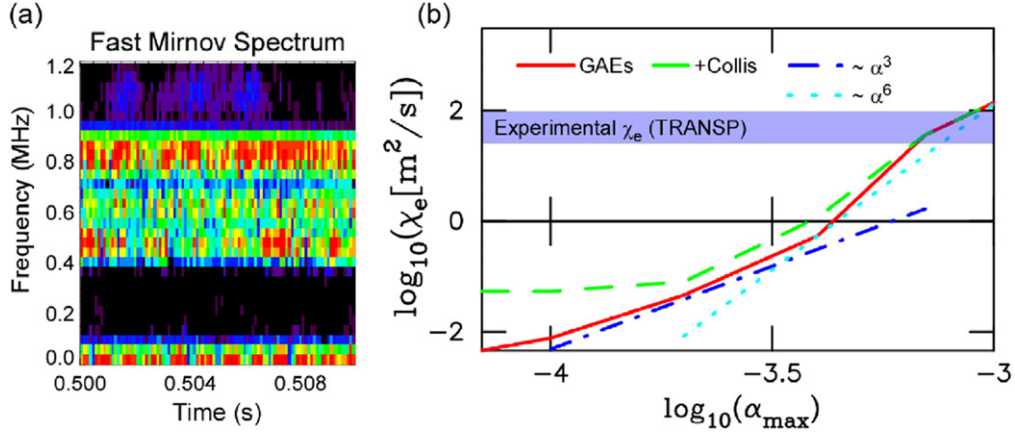 (a)
Fast Mirnov Spectrum
1.2
1.0
0.8
0.6
0.4
0.2
0.0
Frequency (MHz)
0.500 0.504 0.508
Time (s)
(b)
GAEs +Collis ~ α³
~ α⁶
Experimental χₑ (TRANSP)
2
0
−2
log₁₀(χₑ[m²/s])
−4 −3.5 −3
log₁₀(αₘₐₓ)